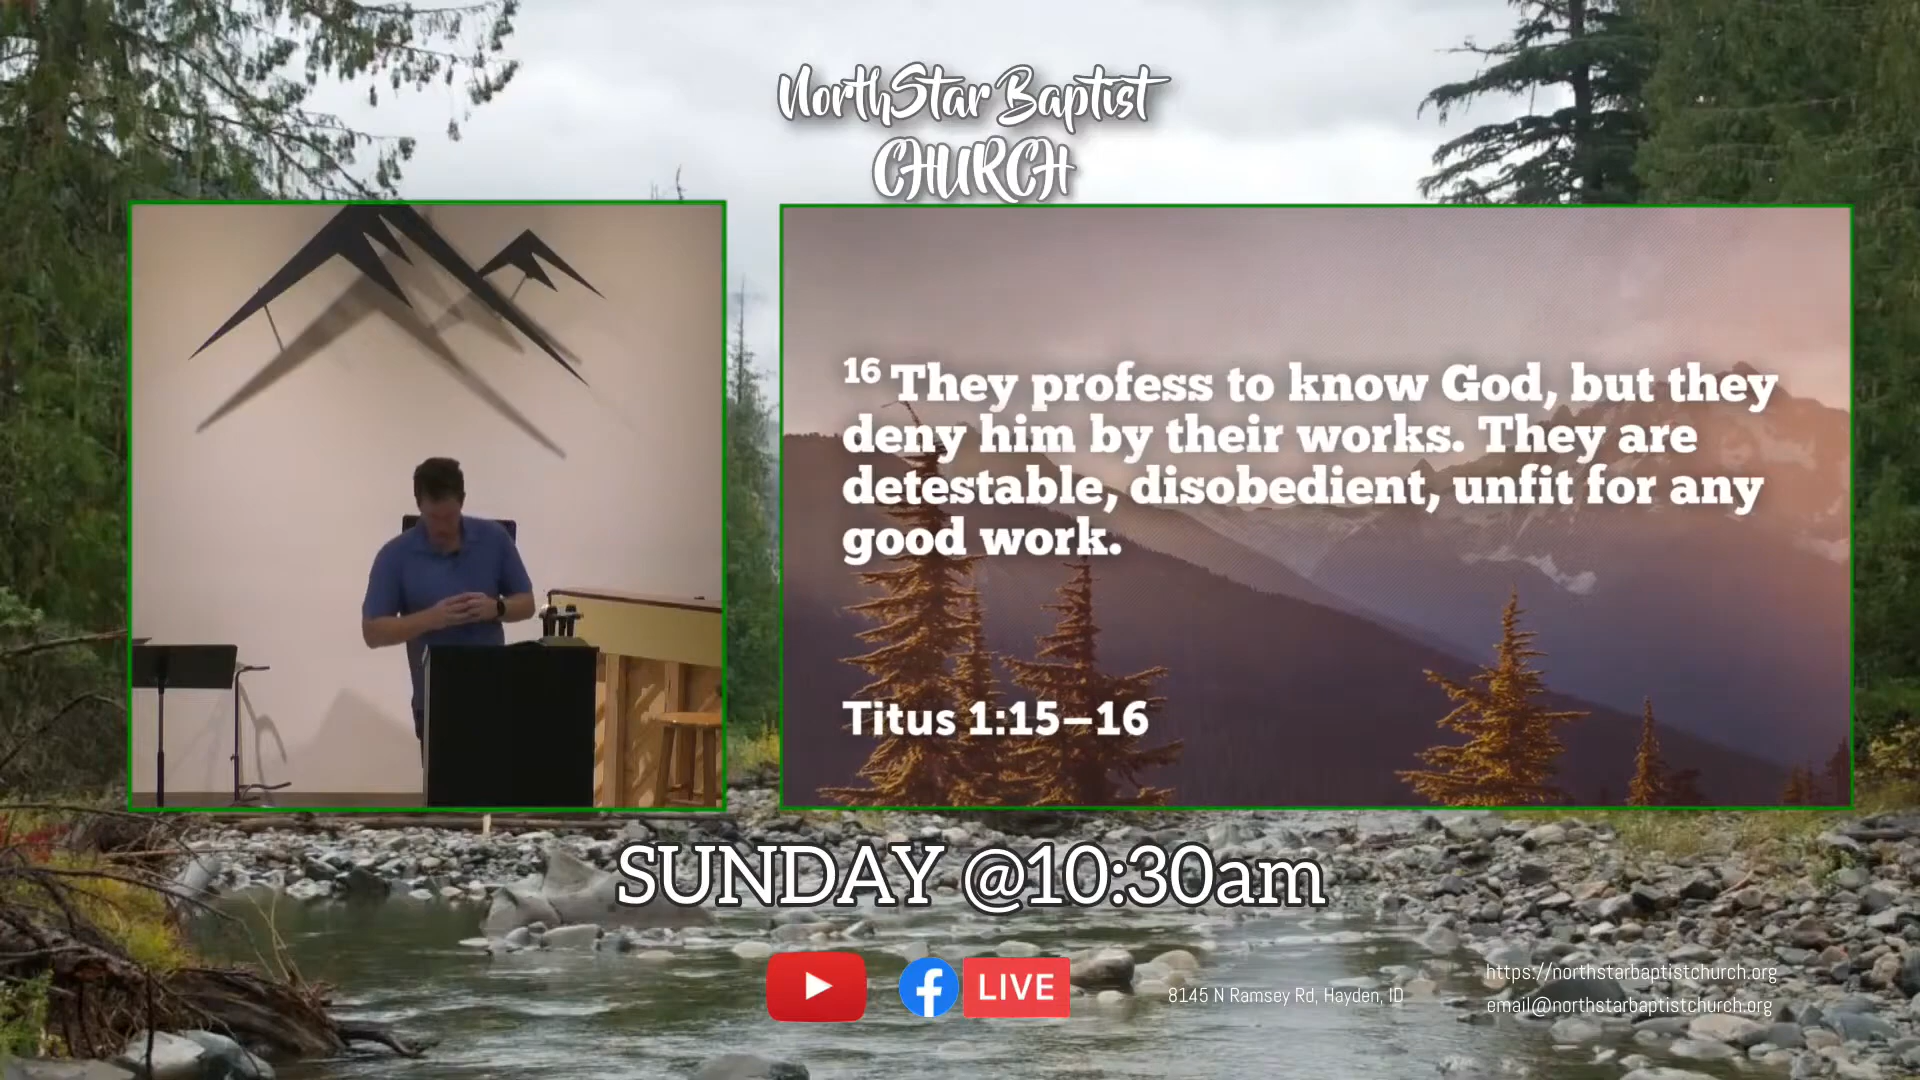 NorthStar Baptist
CHURCH
16 They profess to know God, but they
deny him by their works. They are
detestable, disobedient, unfit for any
good work.
Titus 1:15–16
SUNDAY @10:30am
LIVE
8145 N Ramsey Rd, Hayden, ID
https://northstarbaptistchurch.org
email@northstarbaptistchurch.org